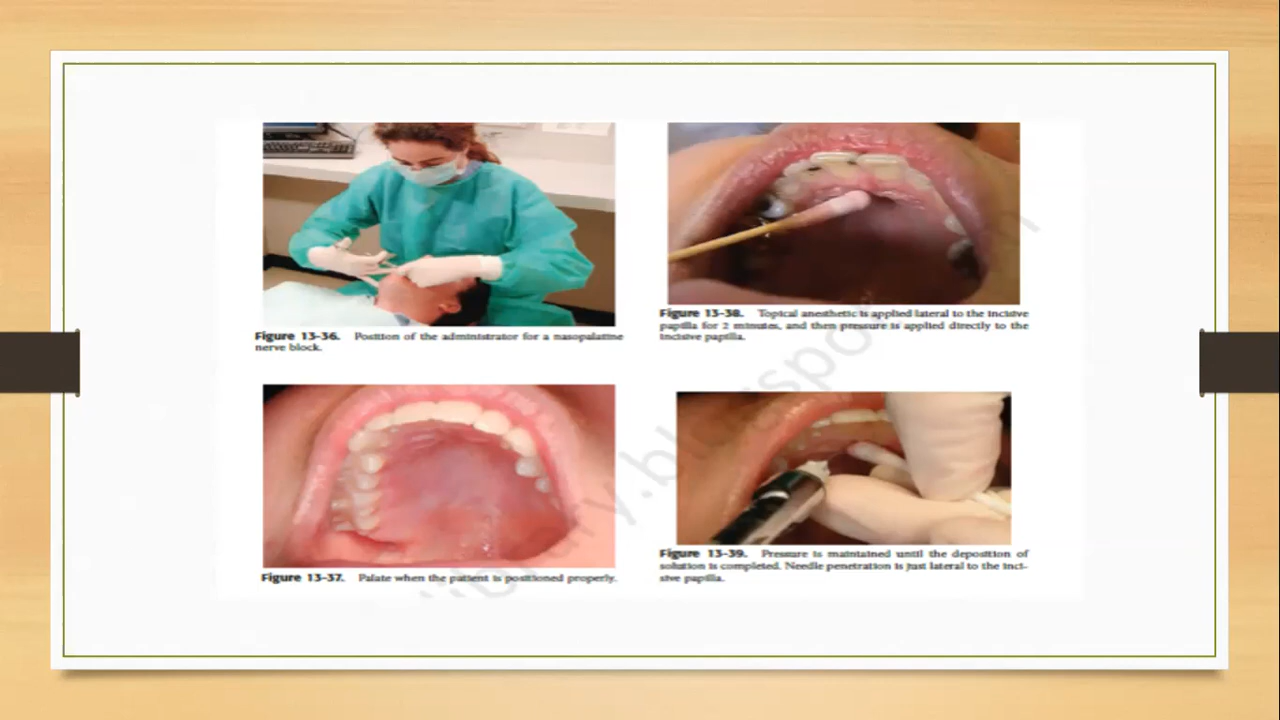 Figure 13-36. Position of the administrator for a nasopalatine
nerve block.
Figure 13-38. Topical anesthetic is applied lateral to the incisive
papilla for 2 minutes, and then pressure is applied directly to the
incisive papilla.
Figure 13-37. Palate when the patient is positioned properly.
Figure 13-39. Pressure is maintained until the deposition of
solution is completed. Needle penetration is just lateral to the inci-
sive papilla.